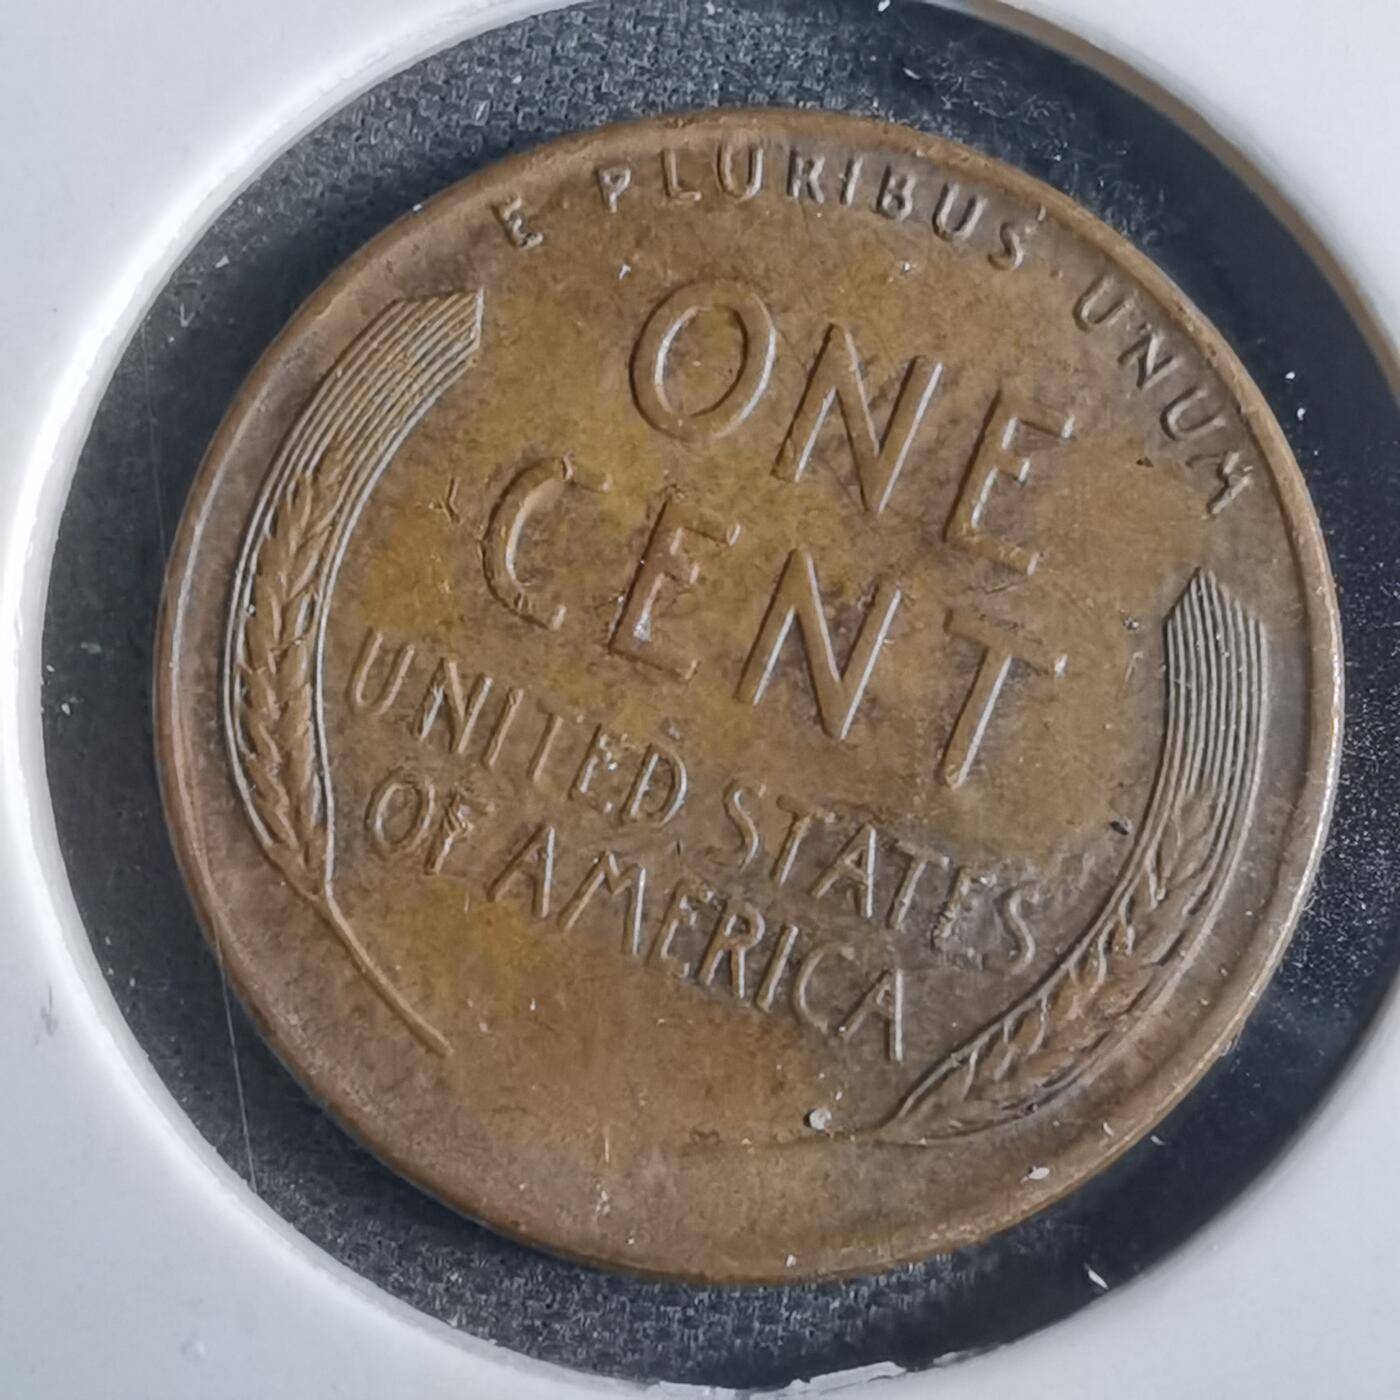 E·PLURIBUS·UNUM
ONE
CENT
UNITED STATES
OF AMERICA